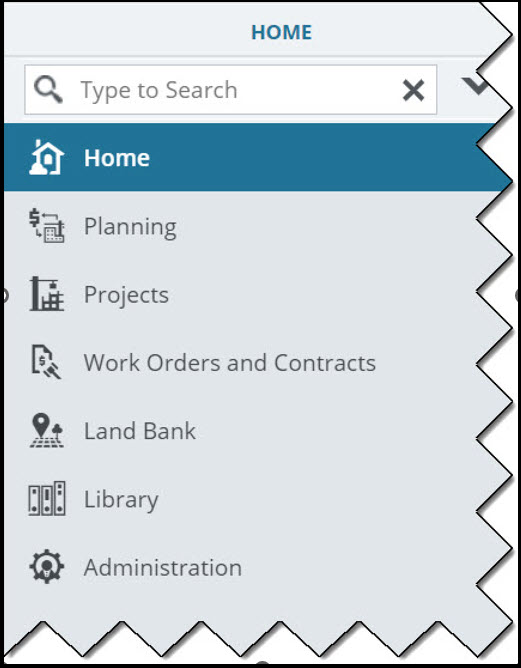 HOME
Type to Search
Home
Planning
Projects
Work Orders and Contracts
Land Bank
Library
Administration